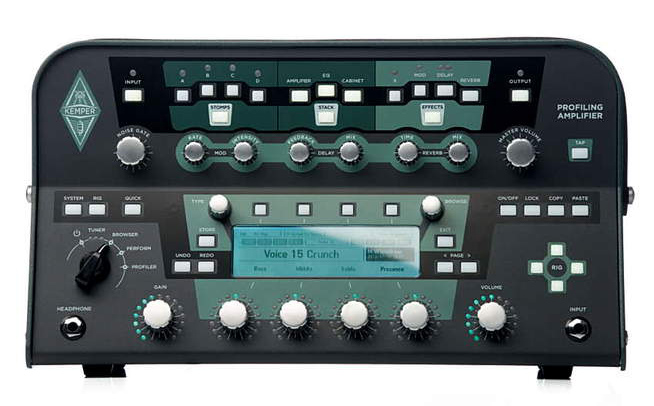 INPUT
A
B
C
D
AMPLIFIER
EQ
CABINET
X
MOD
DELAY
REVERB
OUTPUT
KEMPER
STOMPS
STACK
EFFECTS
PROFILING
AMPLIFIER
NOISE GATE
RATE
INTENSITY
FEEDBACK
MIX
TIME
MIX
MASTER VOLUME
TAP
MOD
DELAY
REVERB
SYSTEM
RIG
QUICK
TYPE
BROWSE
ON/OFF
LOCK
COPY
PASTE
STORE
EXIT
TUNER
BROWSER
PERFORM
PROFILER
UNDO
REDO
Voice 15 Crunch
Bass
Middle
Treble
Presence
< PAGE >
RIG
GAIN
VOLUME
HEADPHONE
INPUT